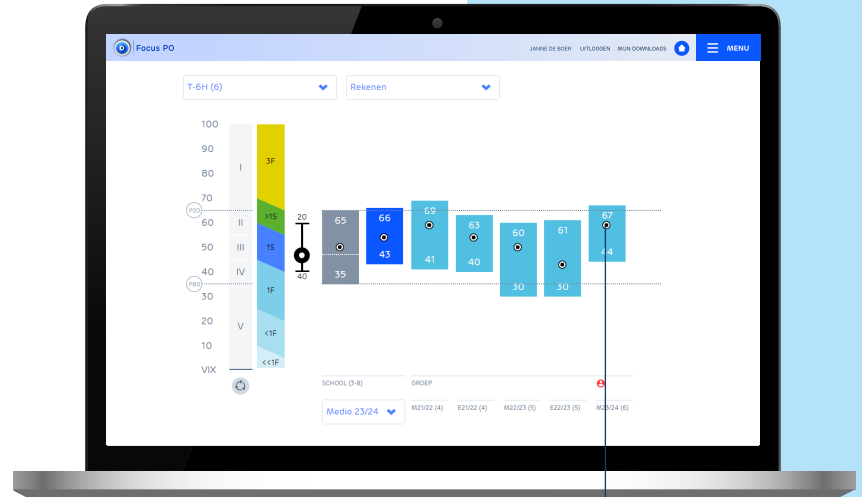 Focus PO
JANNE DE BOER UITLOGGEN MIJN DOWNLOADS
MENU
T-6H (6)
Rekenen
100
90
80
70
60
50
40
30
20
10
VIX
P20
P80
I
II
III
IV
V
3F
>1S
1S
1F
<1F
<<1F
20
40
65
35
66
43
69
41
63
40
60
30
61
30
67
44
SCHOOL (3-8)
GROEP
Medio 23/24
M21/22 (4)
E21/22 (4)
M22/23 (5)
E22/23 (5)
M23/24 (6)